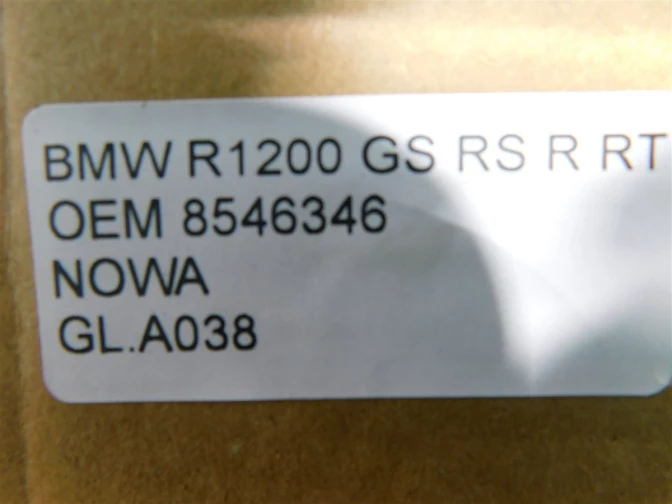 BMW R1200 GS RS R RT
OEM 8546346
NOWA
GL.A038